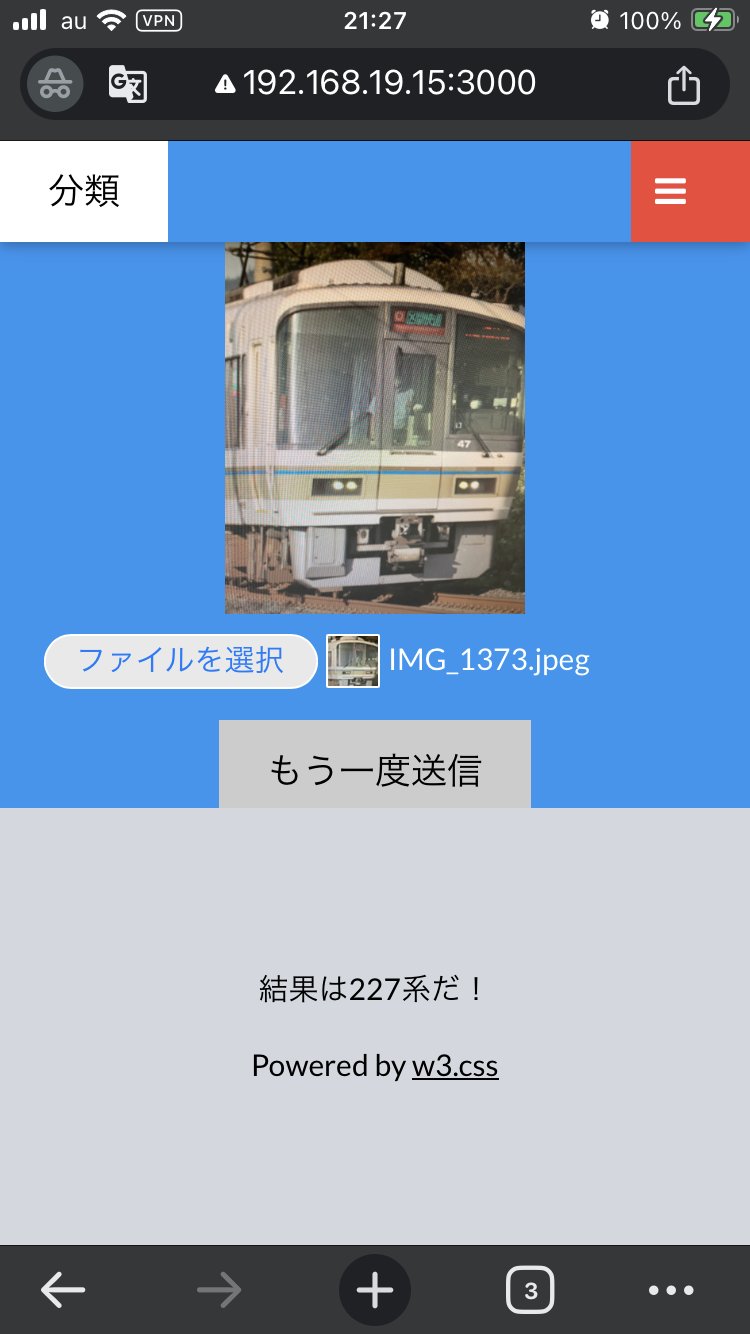 au VPN 21:27 100%
192.168.19.15:3000
分類
47
ファイルを選択 IMG_1373.jpeg
もう一度送信
結果は227系だ！
Powered by w3.css
3